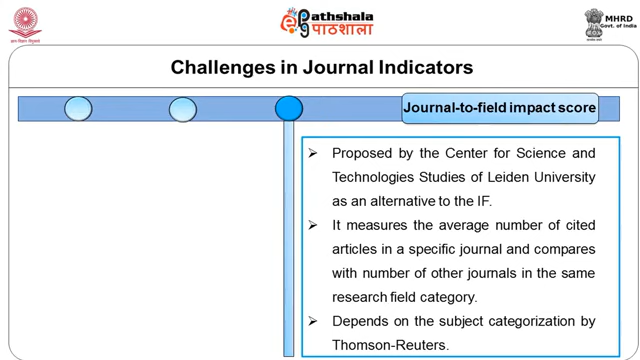 Pathshala
पाठशाला
MHRD
Govt. of India
Challenges in Journal Indicators
Journal-to-field impact score
Proposed by the Center for Science and
Technologies Studies of Leiden University
as an alternative to the IF.
It measures the average number of cited
articles in a specific journal and compares
with number of other journals in the same
research field category.
Depends on the subject categorization by
Thomson-Reuters.